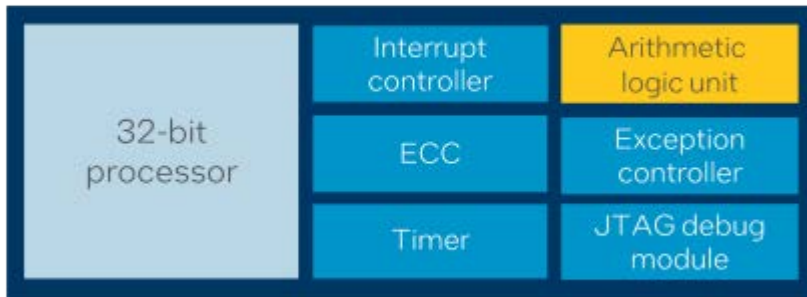 32-bit
processor
Interrupt
controller
Arithmetic
logic unit
ECC
Exception
controller
Timer
JTAG debug
module